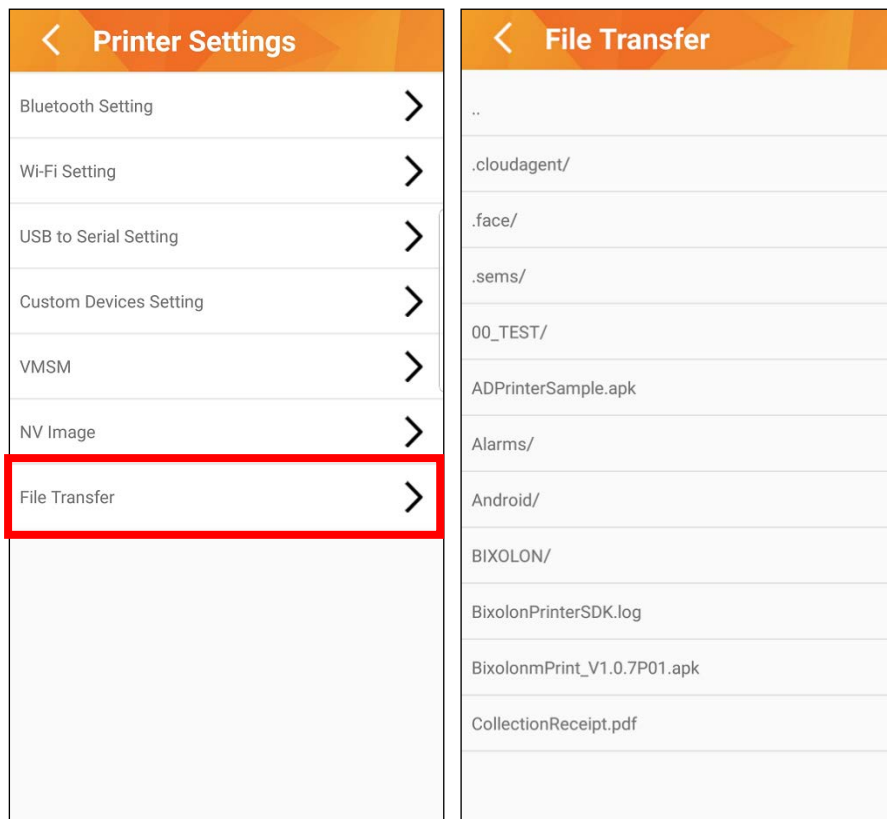 Printer Settings
Bluetooth Setting
Wi-Fi Setting
USB to Serial Setting
Custom Devices Setting
VMSM
NV Image
File Transfer
File Transfer
..
.cloudagent/
.face/
.sems/
00_TEST/
ADPrinterSample.apk
Alarms/
Android/
BIXOLON/
BixolonPrinterSDK.log
BixolonmPrint_V1.0.7P01.apk
CollectionReceipt.pdf